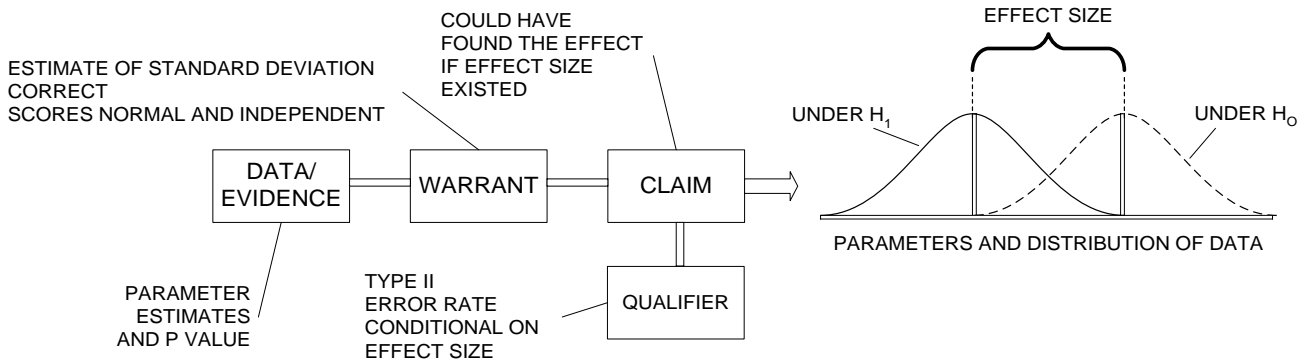 COULD HAVE
FOUND THE EFFECT
IF EFFECT SIZE
EXISTED
ESTIMATE OF STANDARD DEVIATION
CORRECT
SCORES NORMAL AND INDEPENDENT
DATA/
EVIDENCE
WARRANT
CLAIM
PARAMETER
ESTIMATES
AND P VALUE
TYPE II
ERROR RATE
CONDITIONAL ON
EFFECT SIZE
QUALIFIER
EFFECT SIZE
UNDER H1
UNDER HO
PARAMETERS AND DISTRIBUTION OF DATA